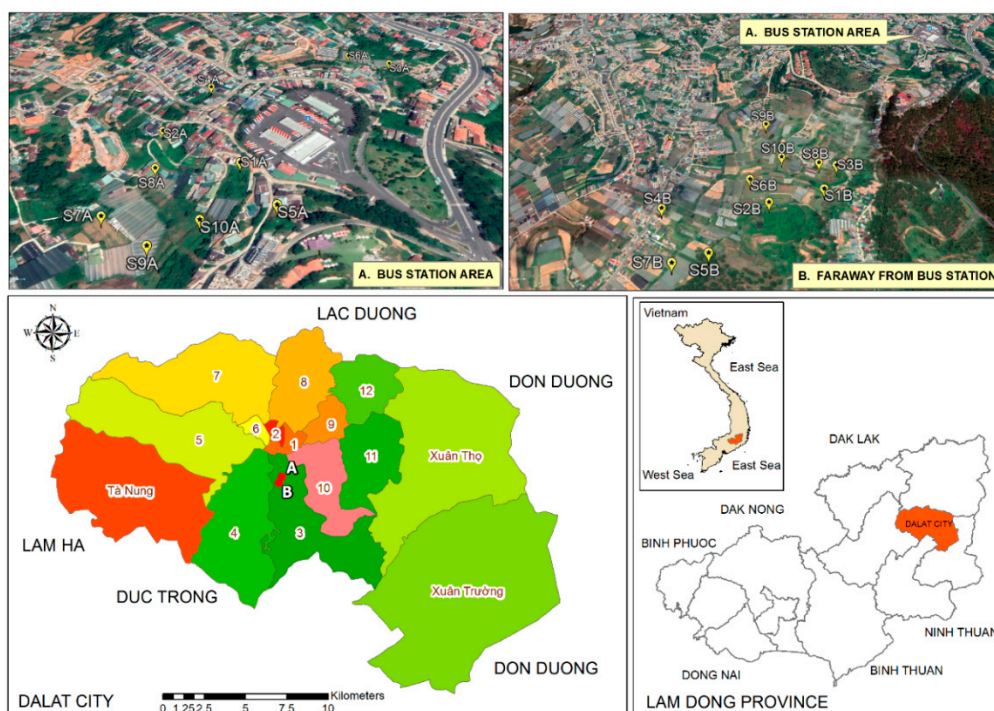 S6A
S3A
S2A
S1A
S8A
S7A
S10A
S5A
S9A
A. BUS STATION AREA
A. BUS STATION AREA
S9B
S10B
S8B
S3B
S6B
S1B
S4B
S2B
S7B
S5B
B. FARAWAY FROM BUS STATION
N
W
E
S
LAC DUONG
DON DUONG
7
8
12
9
6
2
1
5
11
Xuân Thọ
A
10
B
Tà Nung
4
3
LAM HA
Xuân Trường
DUC TRONG
DON DUONG
DALAT CITY
Kilometers
0 1.25 2.5 5 7.5 10
Vietnam
East Sea
West Sea
East Sea
DAK LAK
DAK NONG
DALAT CITY
BINH PHUOC
NINH THUAN
DONG NAI
BINH THUAN
LAM DONG PROVINCE